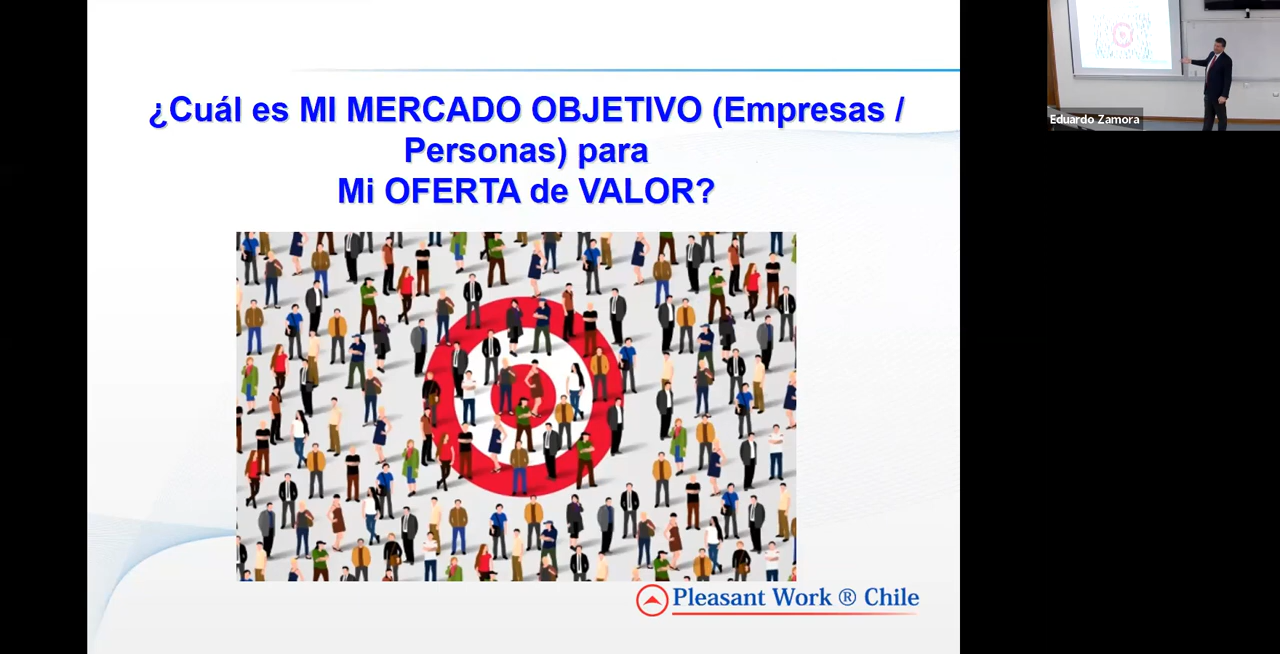 ¿Cuál es MI MERCADO OBJETIVO (Empresas /
Personas) para
Mi OFERTA de VALOR?
Pleasant Work ® Chile
Eduardo Zamora